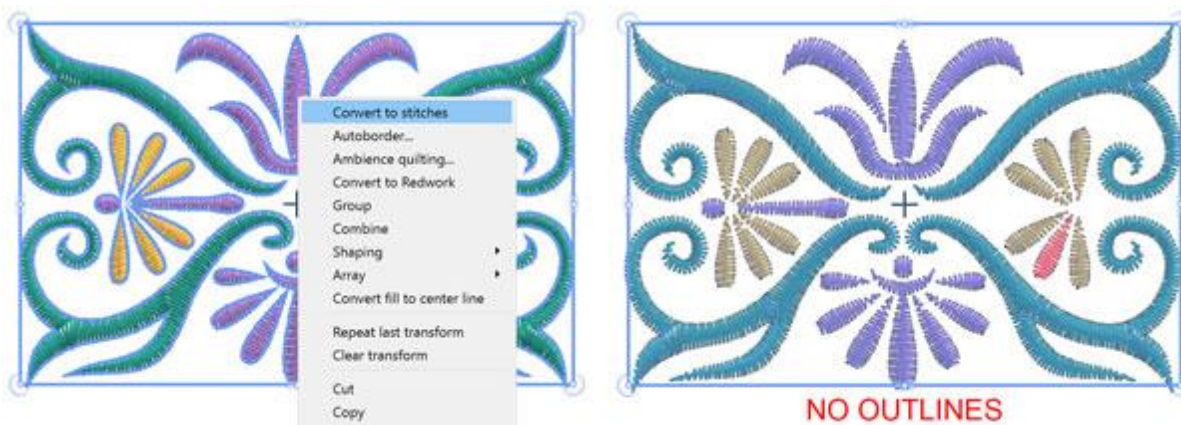 Convert to stitches
Autoborder...
Ambience quilting...
Convert to Redwork
Group
Combine
Shaping
Array
Convert fill to center line
Repeat last transform
Clear transform
Cut
Copy
NO OUTLINES